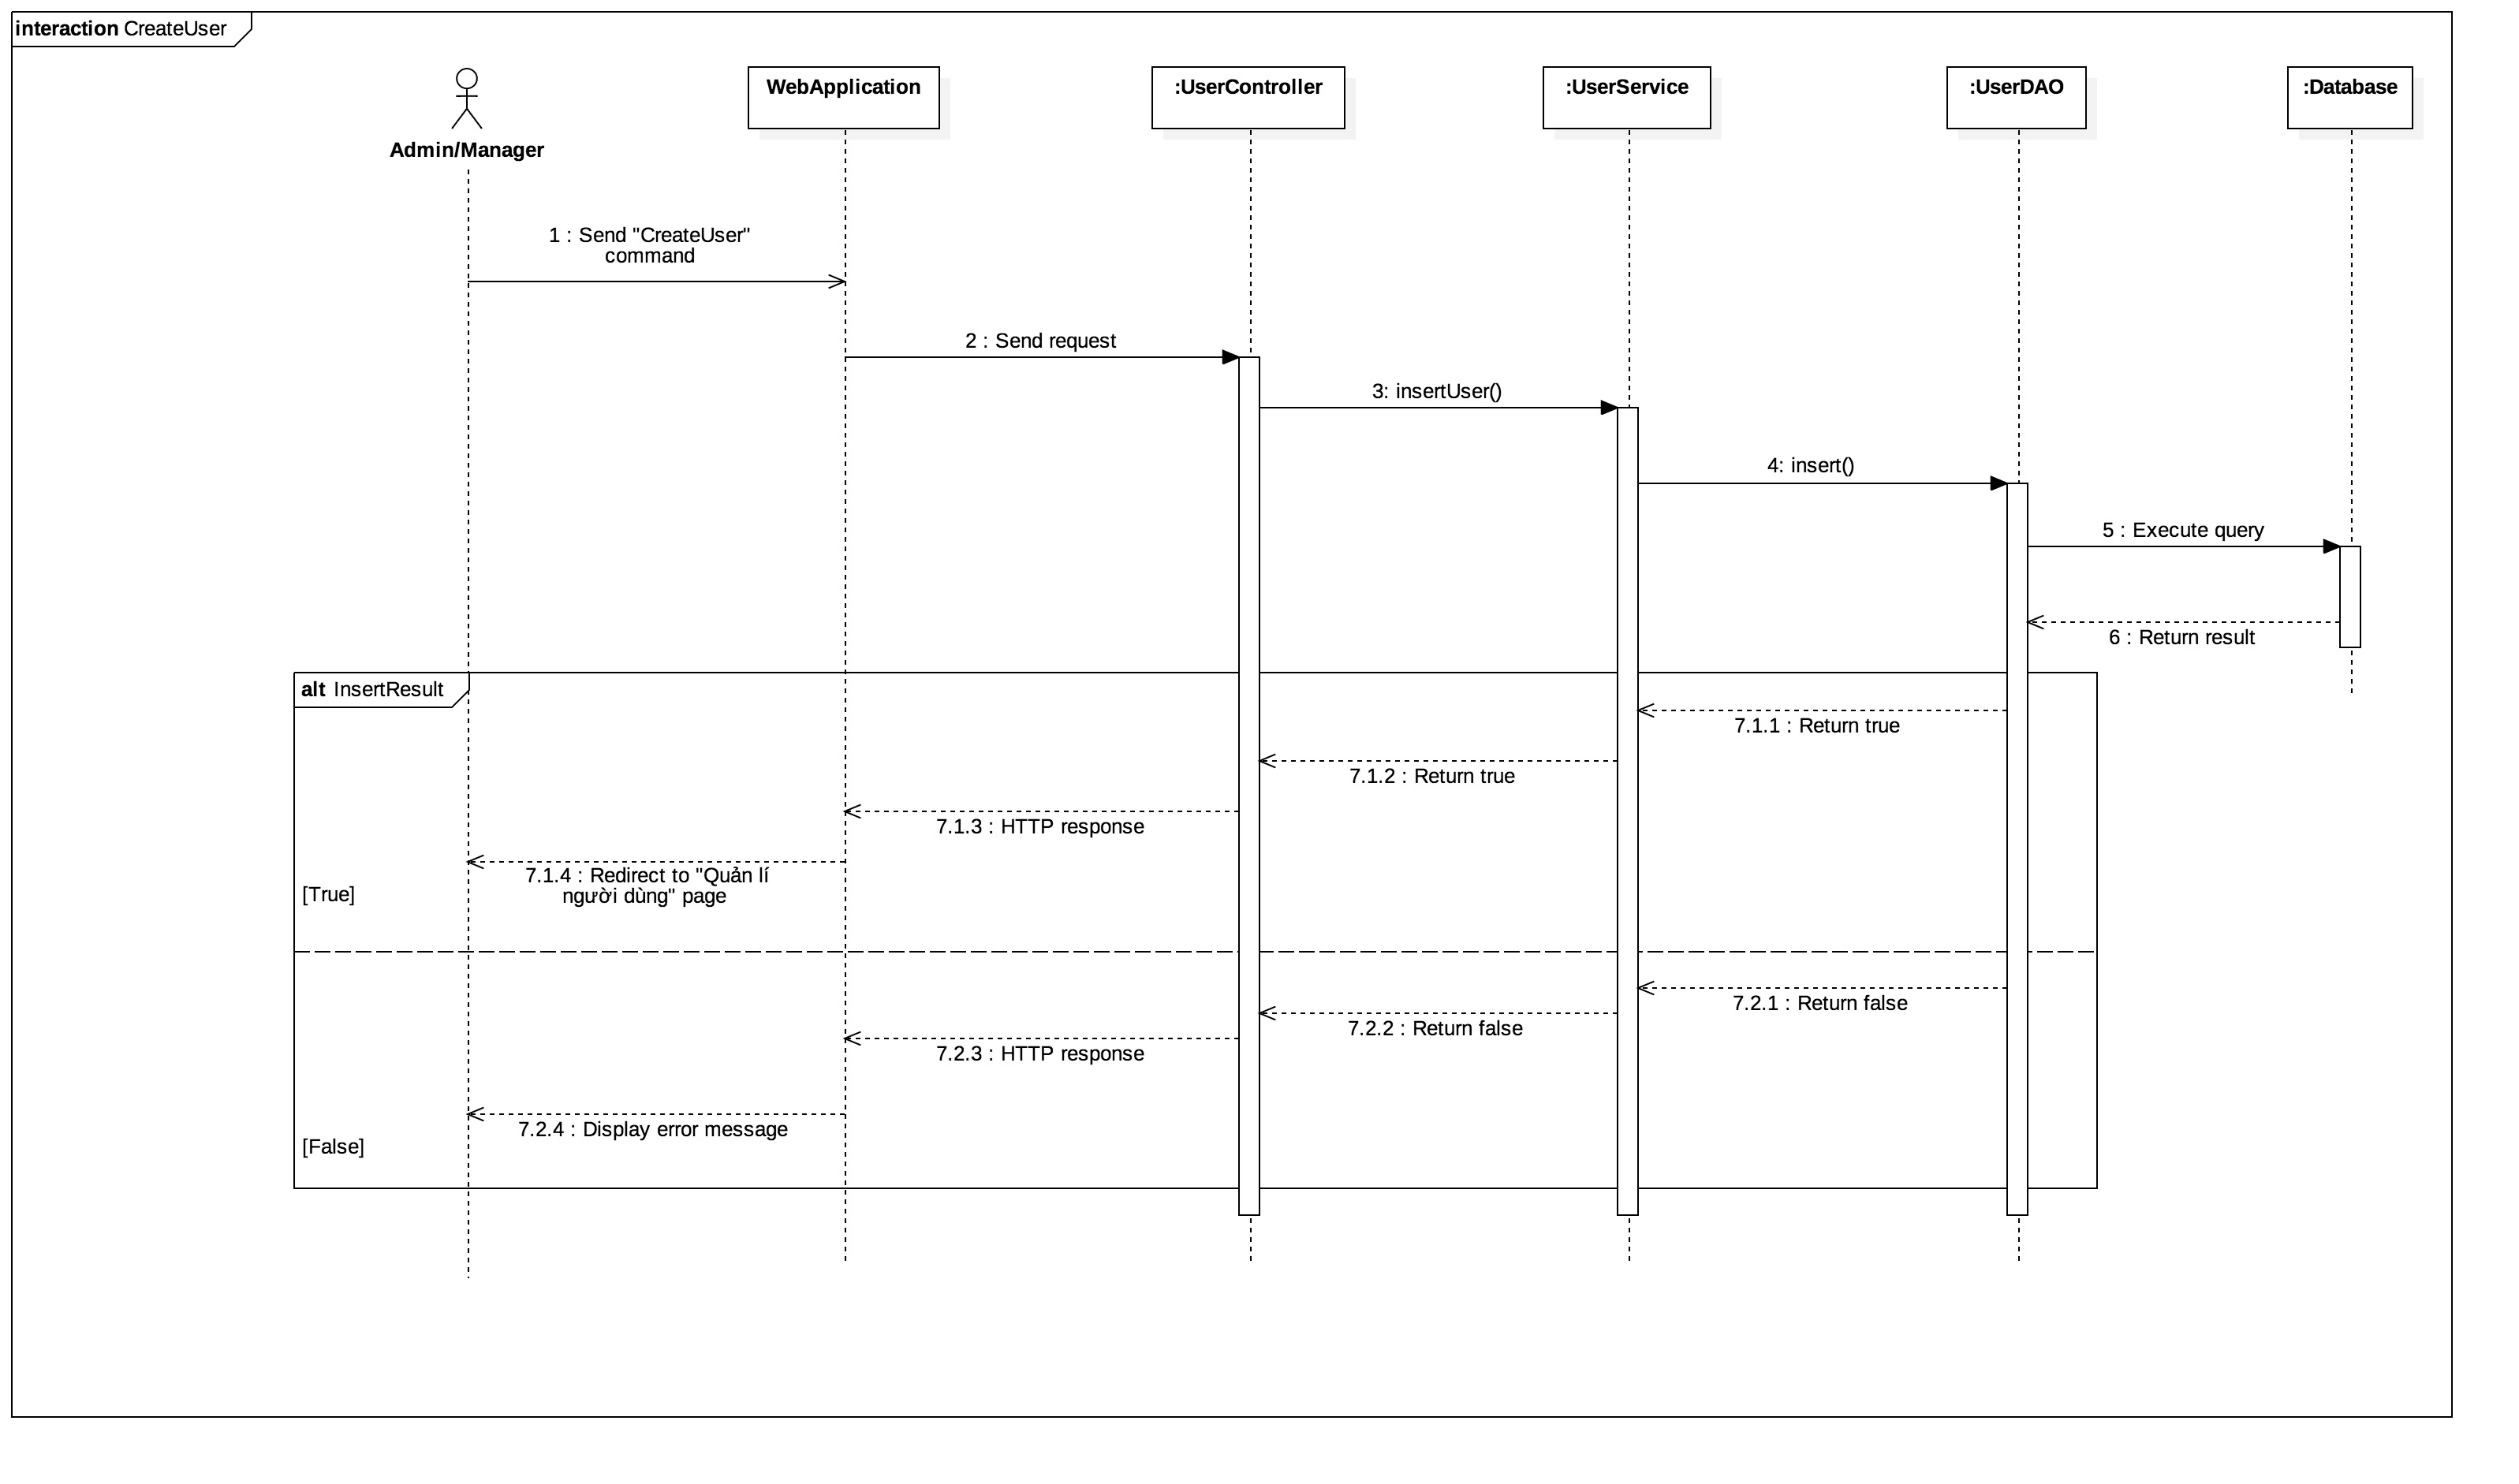 interaction CreateUser
Admin/Manager
WebApplication
:UserController
:UserService
:UserDAO
:Database
1 : Send "CreateUser"
command
2 : Send request
3: insertUser()
4: insert()
5 : Execute query
6 : Return result
alt InsertResult
7.1.1 : Return true
7.1.2 : Return true
7.1.3 : HTTP response
7.1.4 : Redirect to "Quản lí
người dùng" page
[True]
7.2.1 : Return false
7.2.2 : Return false
7.2.3 : HTTP response
7.2.4 : Display error message
[False]